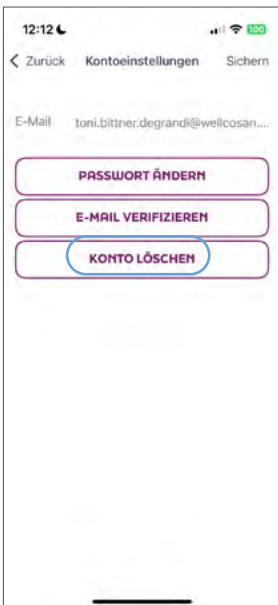 12:12 100
Zurück Kontoeinstellungen Sichern
E-Mail toni.bittner.degrandi@wellcosan....
PASSWORT ÄNDERN
E-MAIL VERIFIZIEREN
KONTO LÖSCHEN